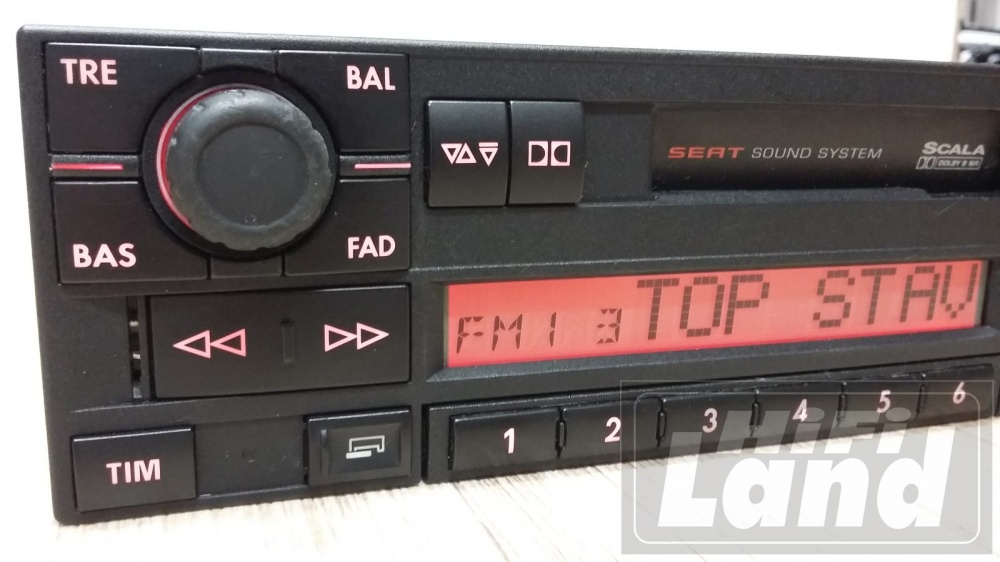 TRE
BAL
BAS
FAD
SEAT SOUND SYSTEM
SCALA
DOLBY B NR
FM1 3 TOP STAV
TIM
1 2 3 4 5 6
HiFi
Land